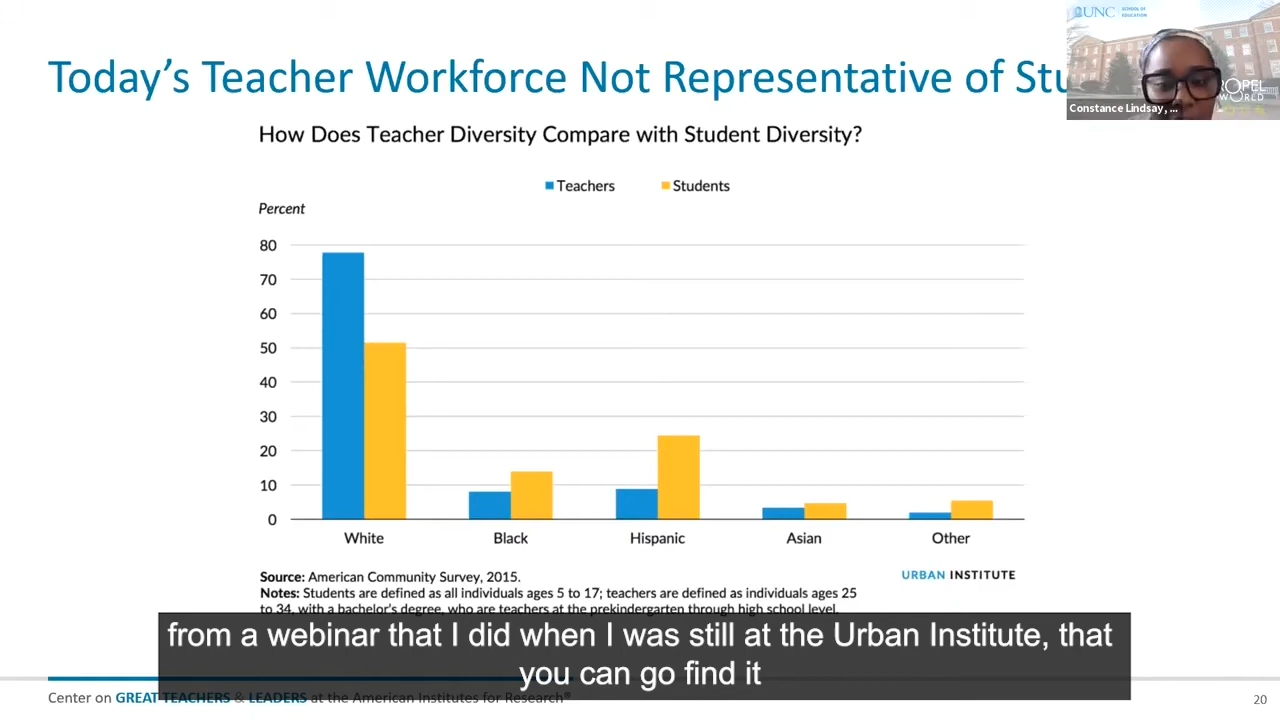 UNC SCHOOL OF EDUCATION
Today's Teacher Workforce Not Representative of Stu
Constance Lindsay, ...
How Does Teacher Diversity Compare with Student Diversity?
Teachers Students
Percent
80
70
60
50
40
30
20
10
0
White Black Hispanic Asian Other
Source: American Community Survey, 2015.
URBAN INSTITUTE
Notes: Students are defined as all individuals ages 5 to 17; teachers are defined as individuals ages 25
to 34, with a bachelor's degree, who are teachers at the prekindergarten through high school level.
from a webinar that I did when I was still at the Urban Institute, that
you can go find it
Center on GREAT TEACHERS & LEADERS at the American Institutes for Research®
20